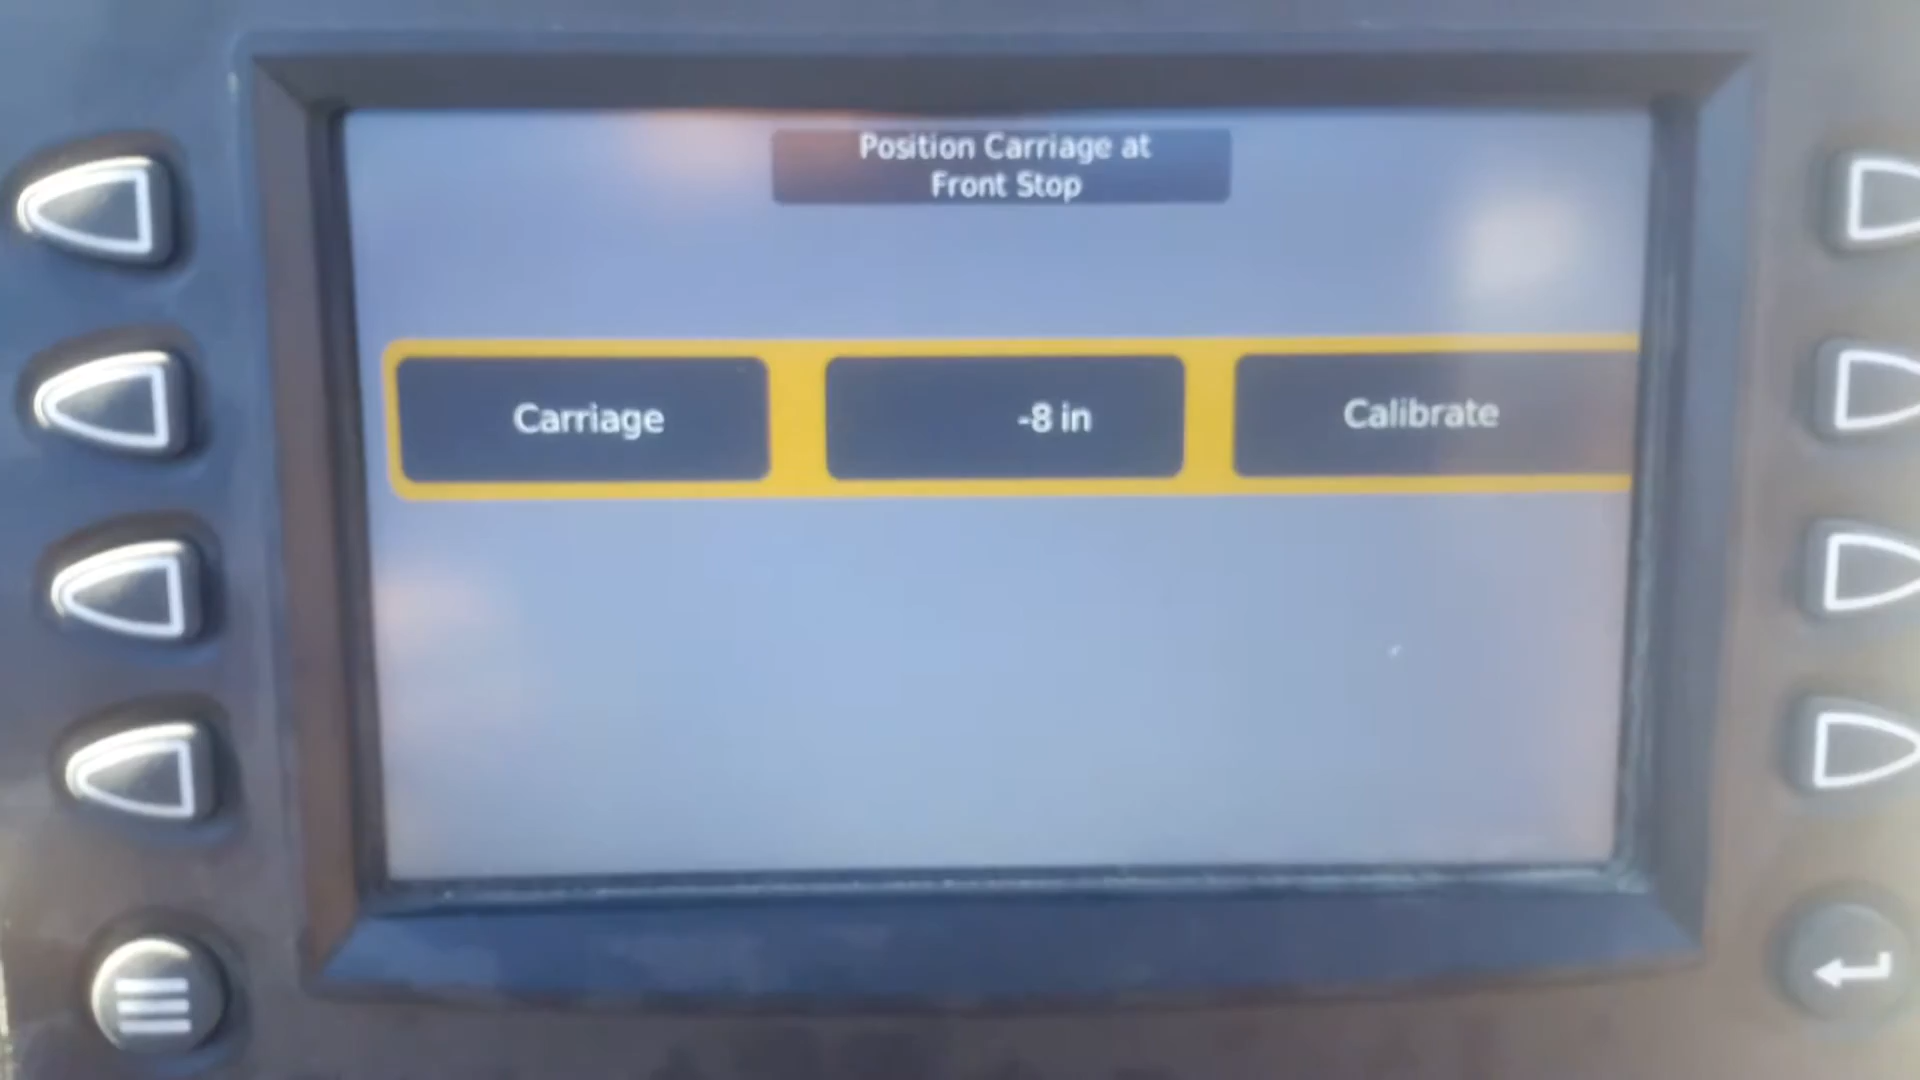 Position Carriage at
Front Stop
Carriage
-8 in
Calibrate